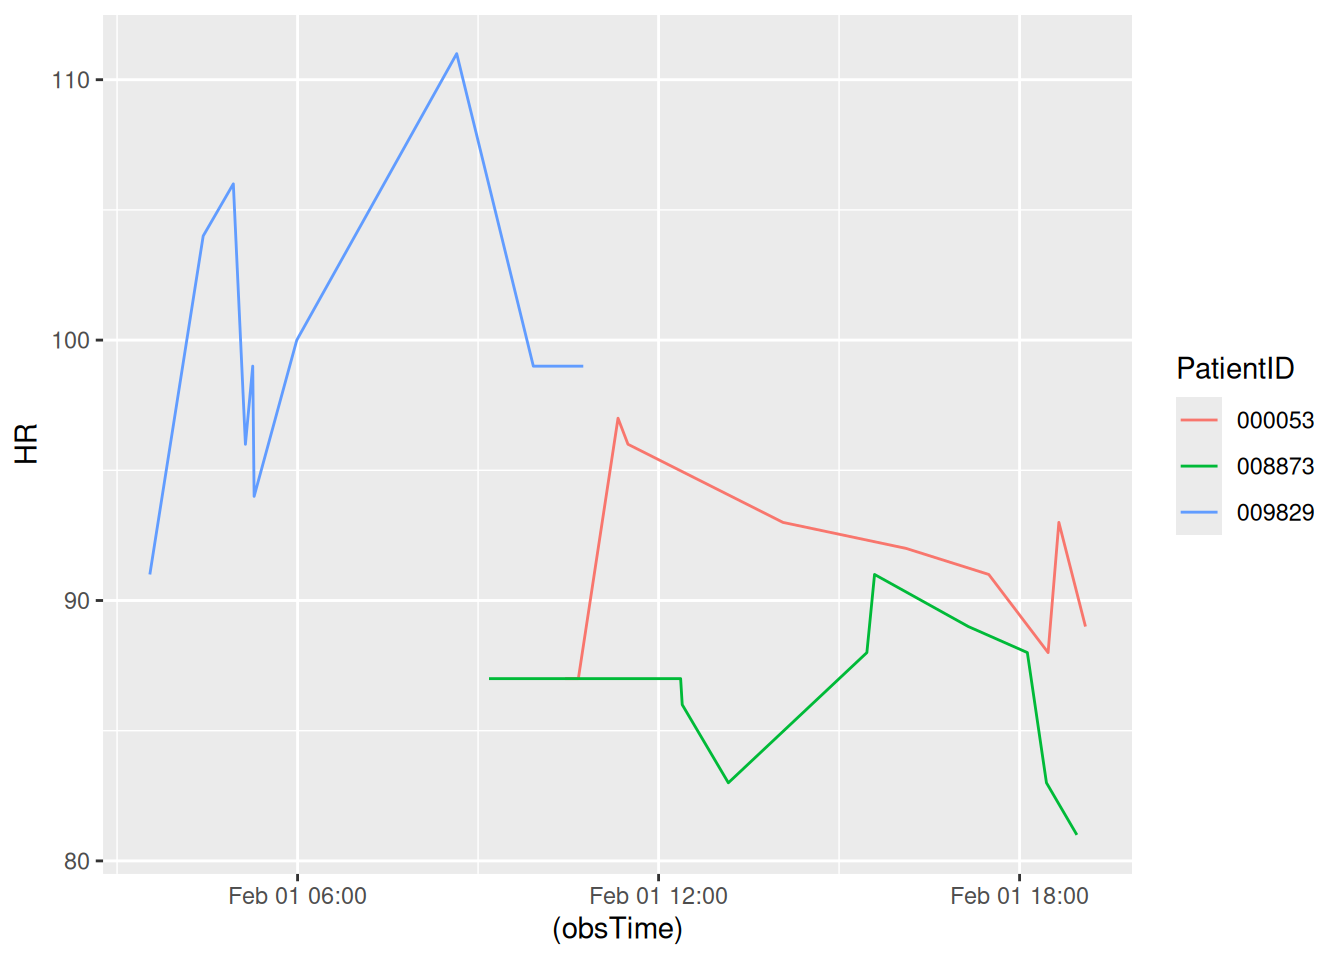 110
100
90
80
HR
Feb 01 06:00
Feb 01 12:00
Feb 01 18:00
(obsTime)
PatientID
000053
008873
009829